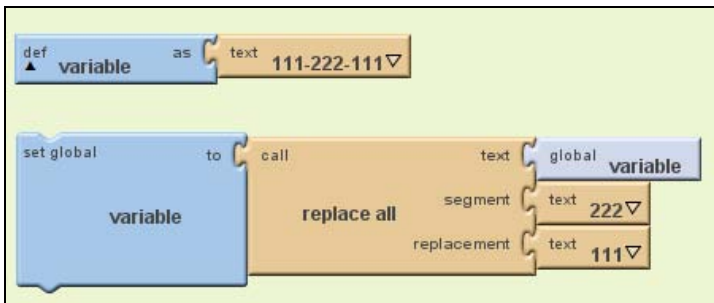 def variable as text 111-222-111
set global to call text global variable
variable replace all segment text 222
replacement text 111